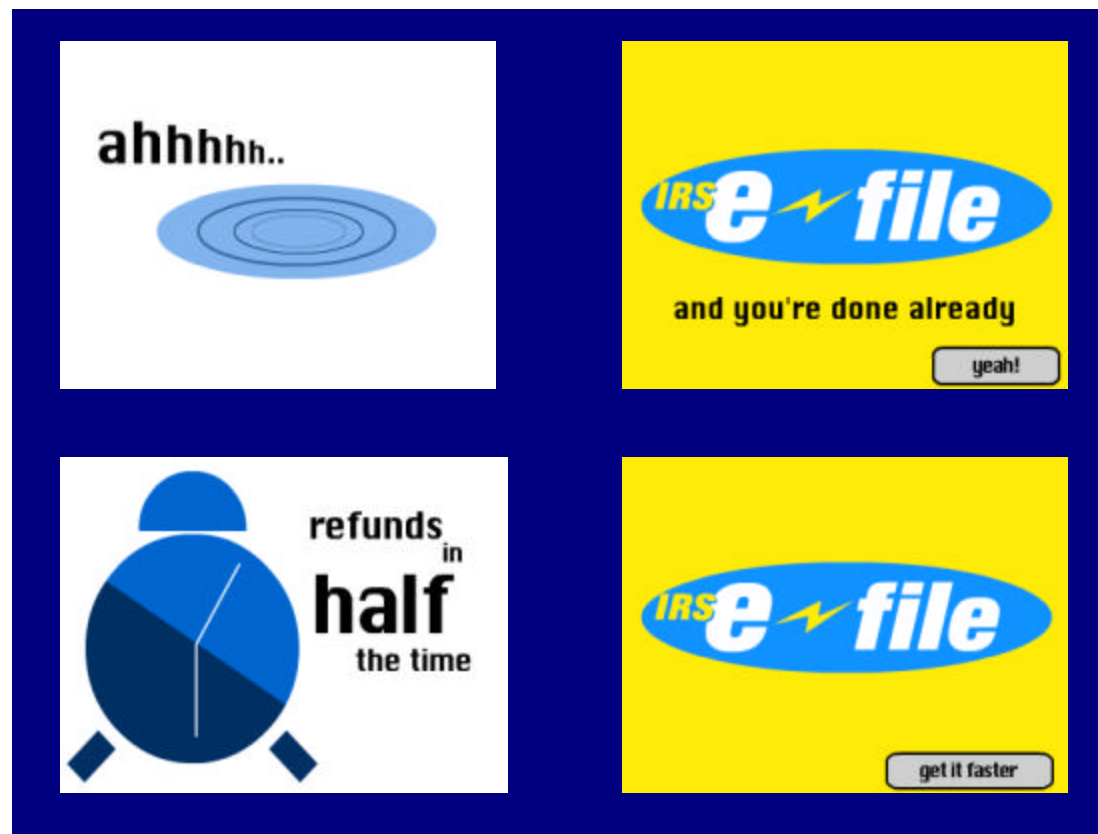 ahhhhh..
IRS e file
and you're done already
yeah!
refunds
in
half
the time
IRS e file
get it faster